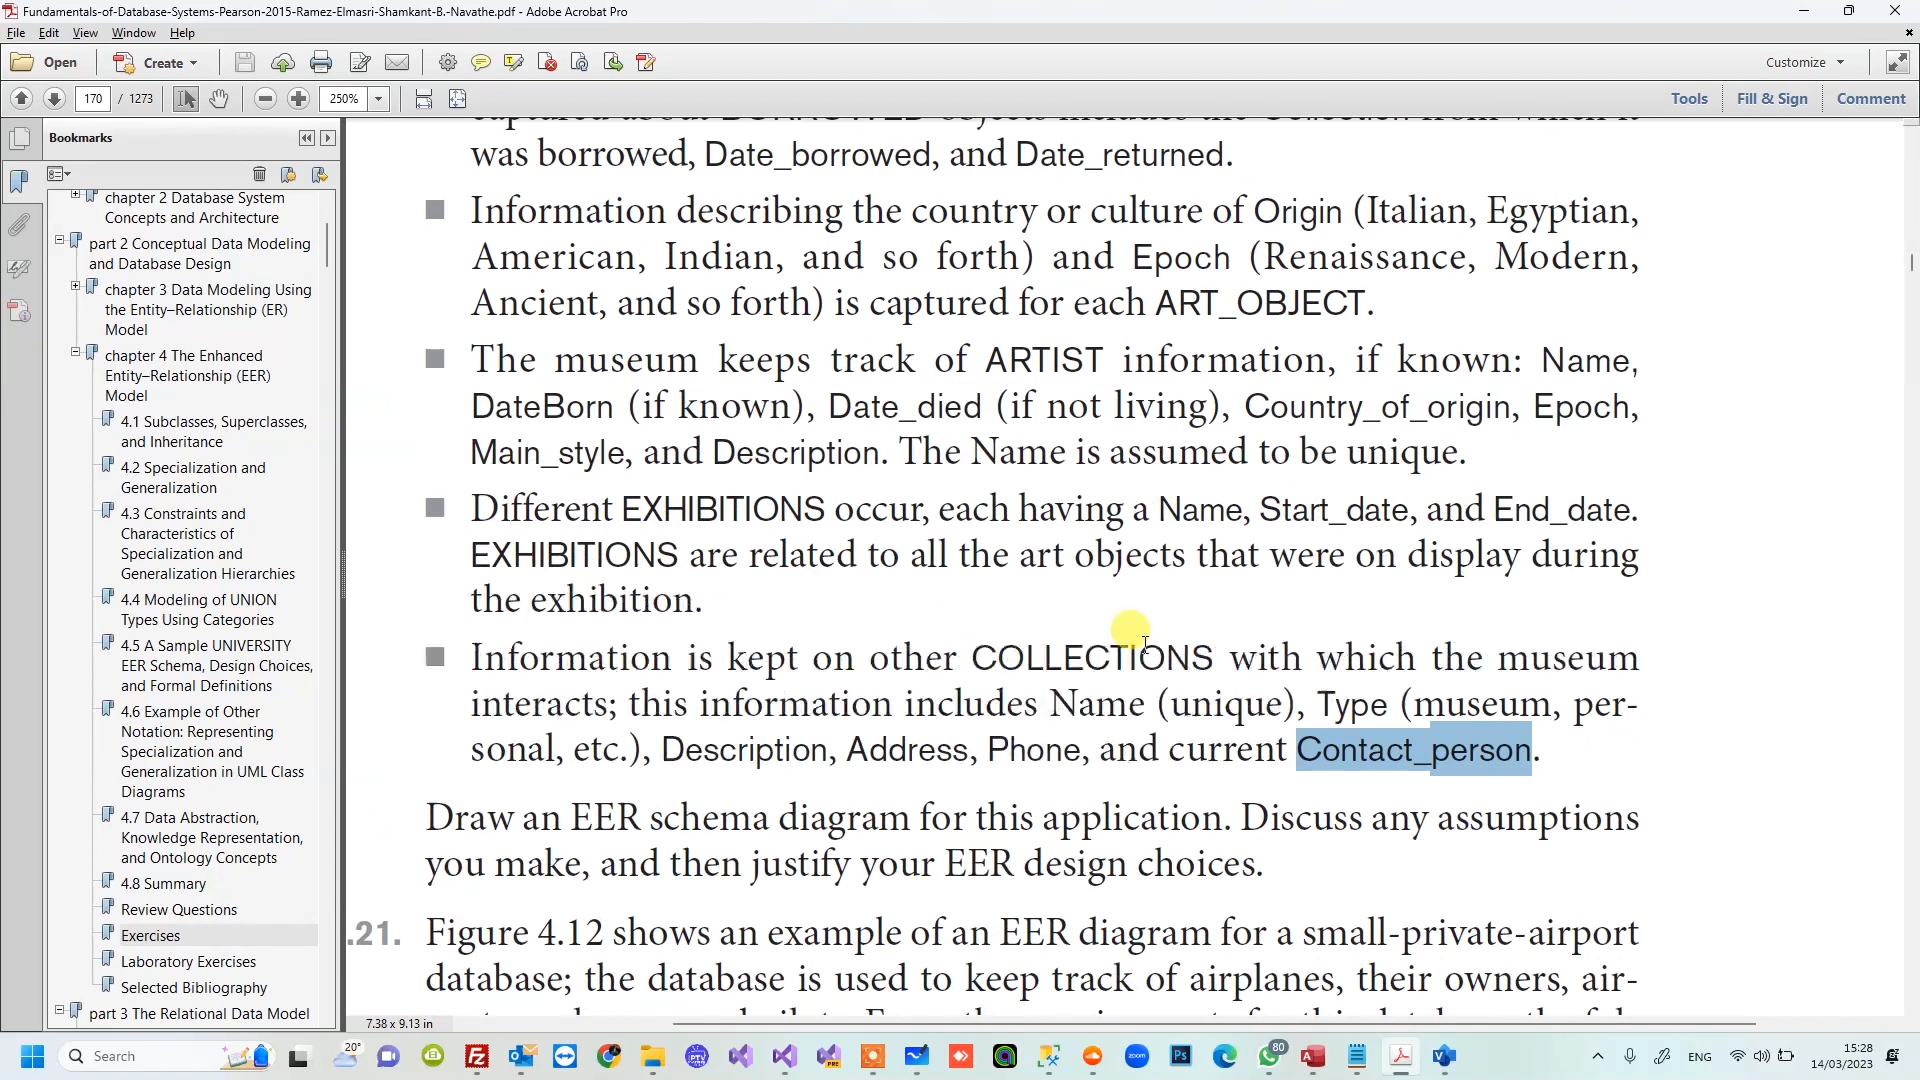 Fundamentals-of-Database-Systems-Pearson-2015-Ramez-Elmasri-Shamkant-B.-Navathe.pdf - Adobe Acrobat Pro
File Edit View Window Help
Open Create Customize
170 / 1273 250% Tools Fill & Sign Comment
Bookmarks
chapter 2 Database System
Concepts and Architecture
part 2 Conceptual Data Modeling
and Database Design
chapter 3 Data Modeling Using
the Entity–Relationship (ER)
Model
chapter 4 The Enhanced
Entity–Relationship (EER)
Model
4.1 Subclasses, Superclasses,
and Inheritance
4.2 Specialization and
Generalization
4.3 Constraints and
Characteristics of
Specialization and
Generalization Hierarchies
4.4 Modeling of UNION
Types Using Categories
4.5 A Sample UNIVERSITY
EER Schema, Design Choices,
and Formal Definitions
4.6 Example of Other
Notation: Representing
Specialization and
Generalization in UML Class
Diagrams
4.7 Data Abstraction,
Knowledge Representation,
and Ontology Concepts
4.8 Summary
Review Questions
Exercises
Laboratory Exercises
Selected Bibliography
part 3 The Relational Data Model
was borrowed, Date_borrowed, and Date_returned.
Information describing the country or culture of Origin (Italian, Egyptian,
American, Indian, and so forth) and Epoch (Renaissance, Modern,
Ancient, and so forth) is captured for each ART_OBJECT.
The museum keeps track of ARTIST information, if known: Name,
DateBorn (if known), Date_died (if not living), Country_of_origin, Epoch,
Main_style, and Description. The Name is assumed to be unique.
Different EXHIBITIONS occur, each having a Name, Start_date, and End_date.
EXHIBITIONS are related to all the art objects that were on display during
the exhibition.
Information is kept on other COLLECTIONS with which the museum
interacts; this information includes Name (unique), Type (museum, per-
sonal, etc.), Description, Address, Phone, and current Contact_person.
Draw an EER schema diagram for this application. Discuss any assumptions
you make, and then justify your EER design choices.
.21. Figure 4.12 shows an example of an EER diagram for a small-private-airport
database; the database is used to keep track of airplanes, their owners, air-
7.38 x 9.13 in
Search 20° 80 ENG 15:28
14/03/2023